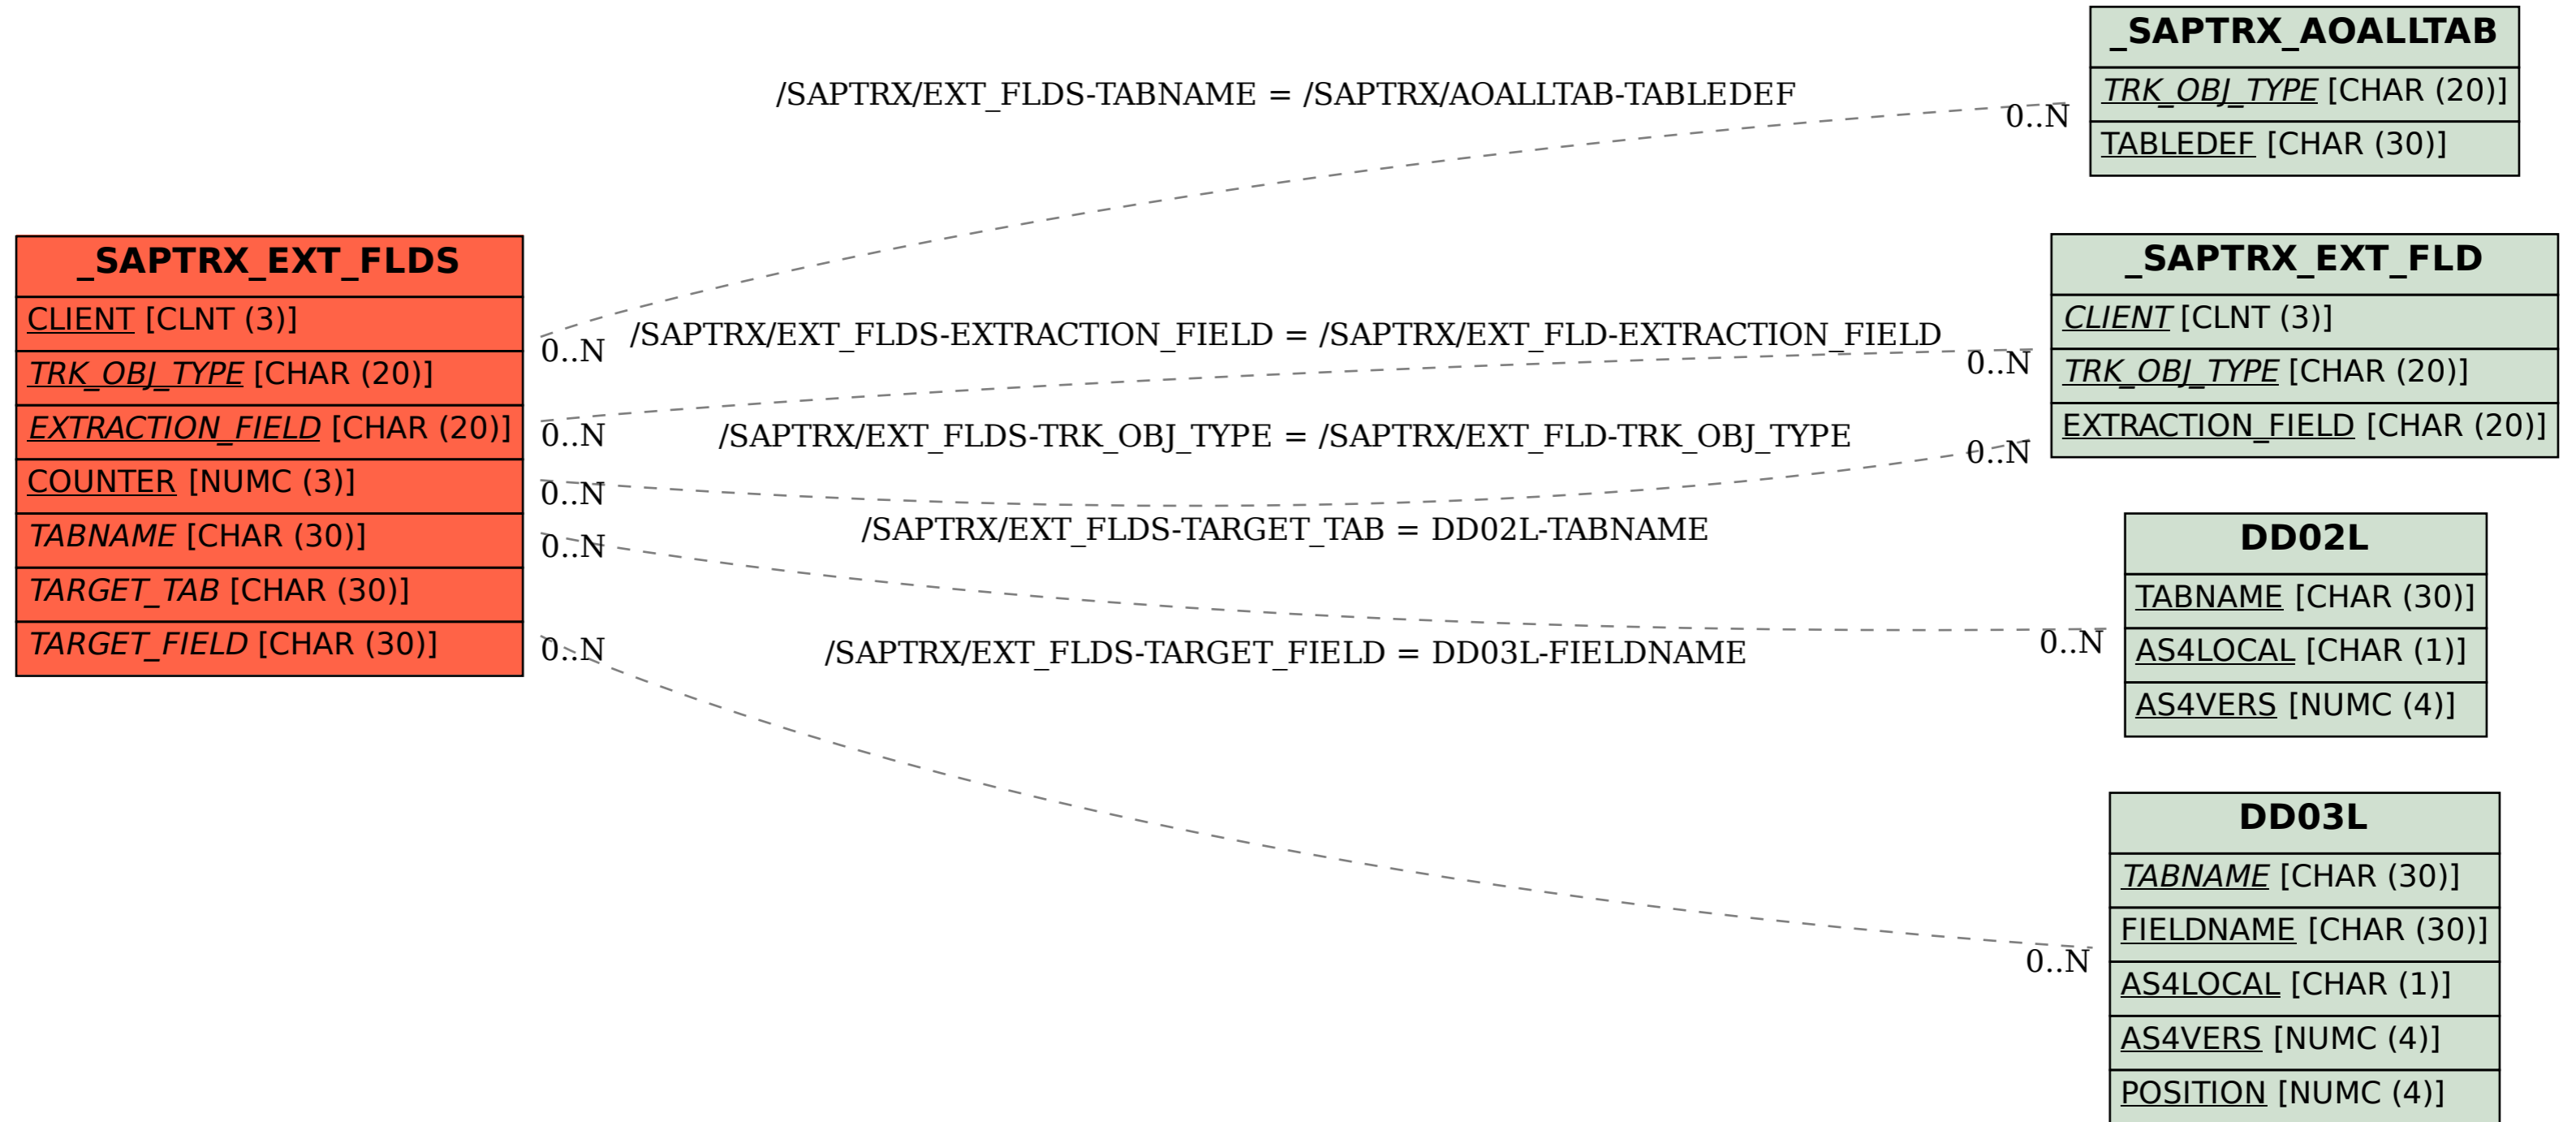 _SAPTRX_AOALLTAB
TRK_OBJ_TYPE [CHAR (20)]
TABLEDEF [CHAR (30)]
/SAPTRX/EXT_FLDS-TABNAME = /SAPTRX/AOALLTAB-TABLEDEF
0..N
_SAPTRX_EXT_FLDS
CLIENT [CLNT (3)]
TRK_OBJ_TYPE [CHAR (20)]
EXTRACTION_FIELD [CHAR (20)]
COUNTER [NUMC (3)]
TABNAME [CHAR (30)]
TARGET_TAB [CHAR (30)]
TARGET_FIELD [CHAR (30)]
0..N
/SAPTRX/EXT_FLDS-EXTRACTION_FIELD = /SAPTRX/EXT_FLD-EXTRACTION_FIELD
0..N
0..N
/SAPTRX/EXT_FLDS-TRK_OBJ_TYPE = /SAPTRX/EXT_FLD-TRK_OBJ_TYPE
0..N
0..N
/SAPTRX/EXT_FLDS-TARGET_TAB = DD02L-TABNAME
0..N
0..N
/SAPTRX/EXT_FLDS-TARGET_FIELD = DD03L-FIELDNAME
0..N
0..N
_SAPTRX_EXT_FLD
CLIENT [CLNT (3)]
TRK_OBJ_TYPE [CHAR (20)]
EXTRACTION_FIELD [CHAR (20)]
DD02L
TABNAME [CHAR (30)]
AS4LOCAL [CHAR (1)]
AS4VERS [NUMC (4)]
DD03L
TABNAME [CHAR (30)]
FIELDNAME [CHAR (30)]
AS4LOCAL [CHAR (1)]
AS4VERS [NUMC (4)]
POSITION [NUMC (4)]